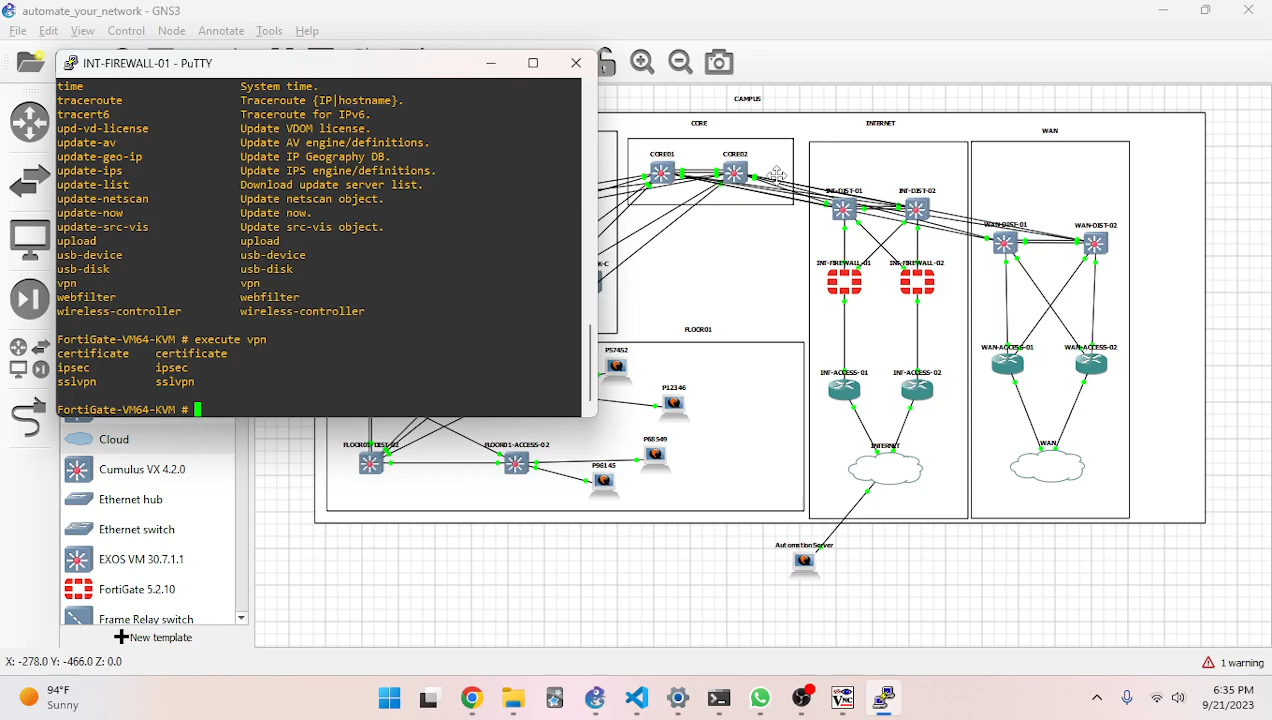 automate_your_network - GNS3
File Edit View Control Node Annotate Tools Help
INT-FIREWALL-01 - PuTTY
time System time.
traceroute Traceroute {IP|hostname}.
tracert6 Traceroute for IPv6.
upd-vd-license Update VDOM license.
update-av Update AV engine/definitions.
update-geo-ip Update IP Geography DB.
update-ips Update IPS engine/definitions.
update-list Download update server list.
update-netscan Update netscan object.
update-now Update now.
update-src-vis Update src-vis object.
upload upload
usb-device usb-device
usb-disk usb-disk
vpn vpn
webfilter webfilter
wireless-controller wireless-controller
FortiGate-VM64-KVM # execute vpn
certificate certificate
ipsec ipsec
sslvpn sslvpn
FortiGate-VM64-KVM #
Cloud
Cumulus VX 4.2.0
Ethernet hub
Ethernet switch
EXOS VM 30.7.1.1
FortiGate 5.2.10
Frame Relay switch
New template
CAMPUS
CORE
INTERNET
WAN
CORE01
CORE02
INT-DIST-01
INT-DIST-02
WAN-DIST-01
WAN-DIST-02
INT-FIREWALL-01
INT-FIREWALL-02
FLOOR01
P57452
P12346
WAN-ACCESS-01
WAN-ACCESS-02
INT-ACCESS-01
INT-ACCESS-02
FLOOR01-ACCESS-02
P68549
P96145
INTERNET
WAN
Automation Server
X: -278.0 Y: -466.0 Z: 0.0
1 warning
94°F
Sunny
6:35 PM
9/21/2023